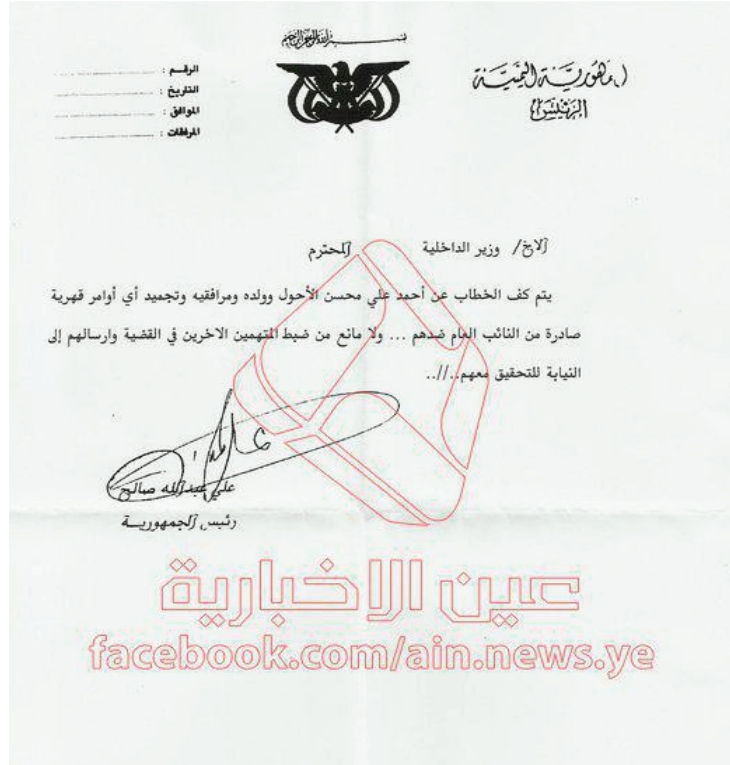 بسم الله الرحمن الرحيم
الجمهورية اليمنية
الرئيس
الرقـم :
التاريخ :
الموافق :
المرفقات :
الاخ/ وزير الداخلية المحترم
يتم كف الخطاب عن أحمد علي محسن الأحول وولده ومرافقيه وتجميد أي أوامر قهرية
صادرة من النائب العام ضدهم ... ولا مانع من ضبط المتهمين الاخرين في القضية وارسالهم إلى
النيابة للتحقيق معهم..//..
علي عبدالله صالح
رئيس الجمهوريــة
عين الاخبارية
facebook.com/ain.news.ye